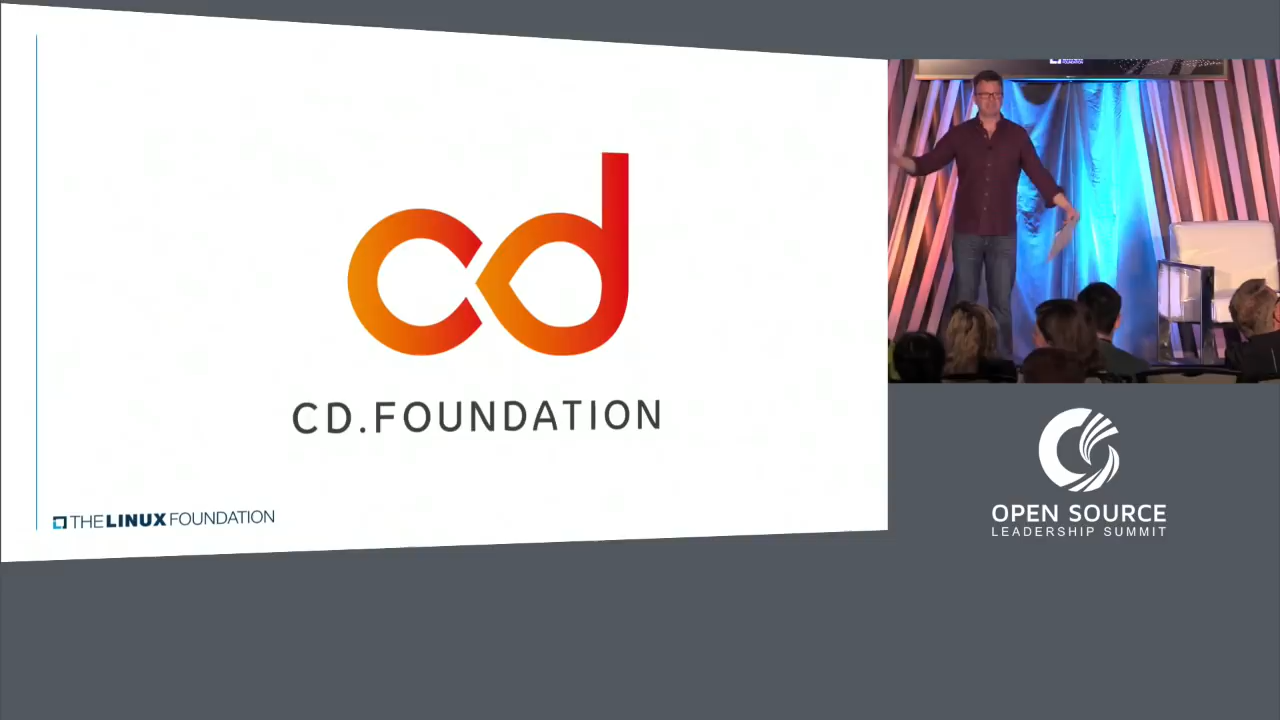 cd
CD.FOUNDATION
THE LINUX FOUNDATION
OPEN SOURCE
LEADERSHIP SUMMIT